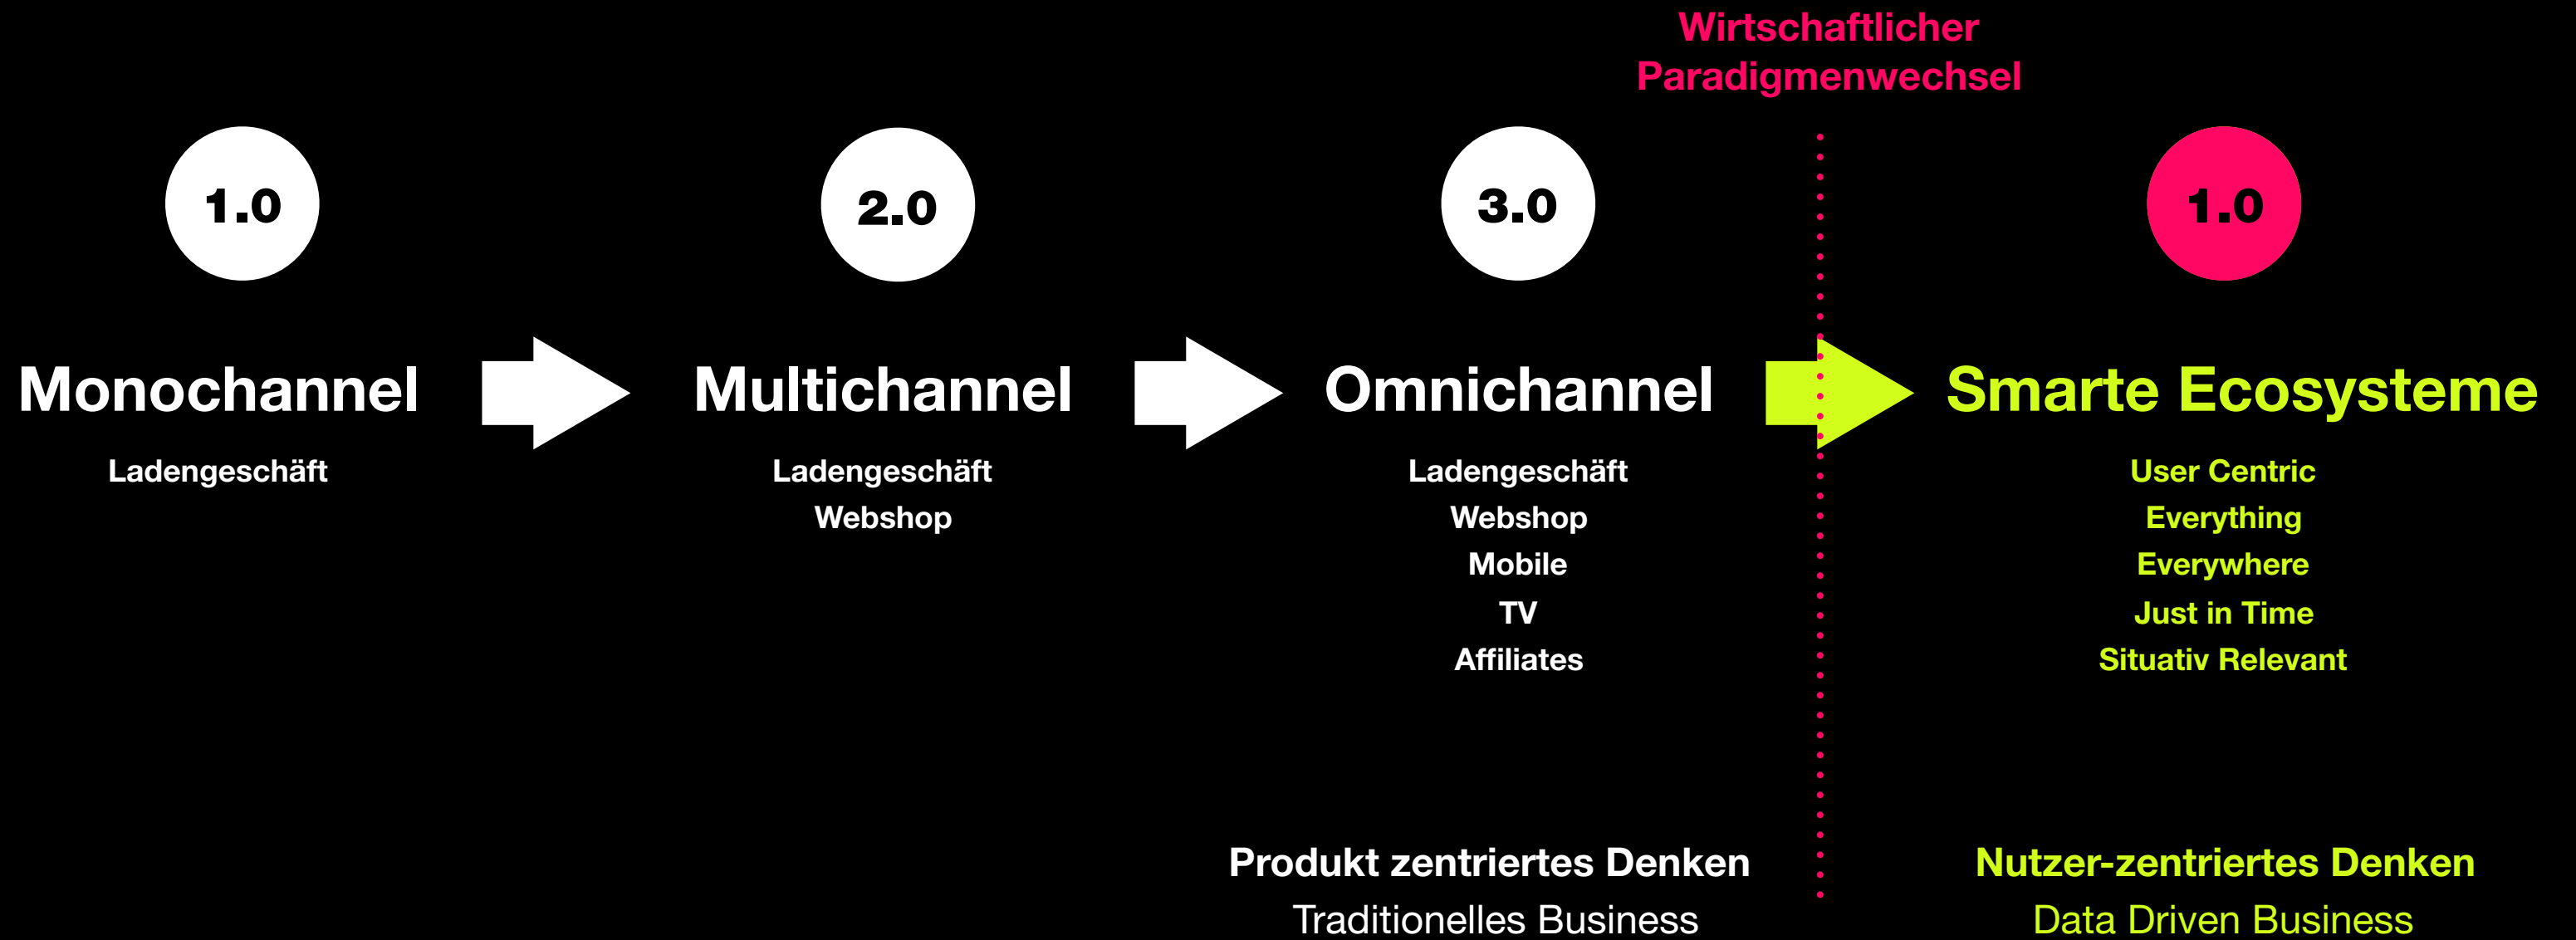 Wirtschaftlicher
Paradigmenwechsel
1.0
2.0
3.0
1.0
Monochannel
Multichannel
Omnichannel
Smarte Ecosysteme
Ladengeschäft
Ladengeschäft
Webshop
Ladengeschäft
Webshop
Mobile
TV
Affiliates
User Centric
Everything
Everywhere
Just in Time
Situativ Relevant
Produkt zentriertes Denken
Traditionelles Business
Nutzer-zentriertes Denken
Data Driven Business